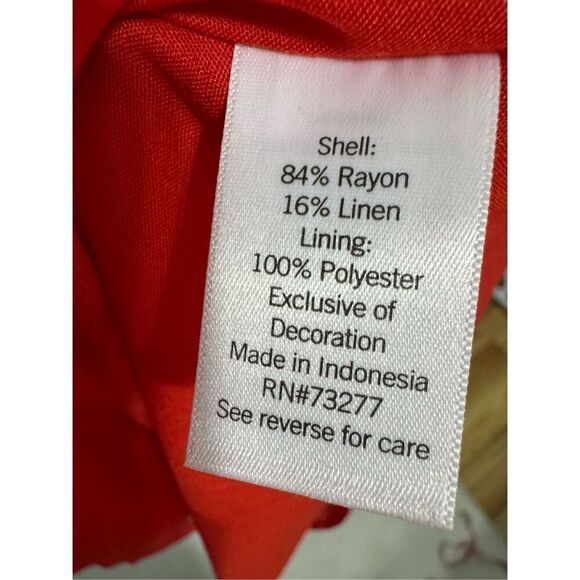 Shell:
84% Rayon
16% Linen
Lining:
100% Polyester
Exclusive of
Decoration
Made in Indonesia
RN#73277
See reverse for care